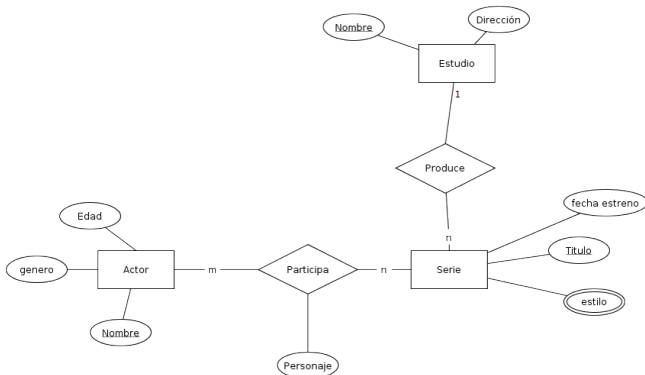 Nombre
Dirección
Estudio
1
Produce
n
fecha estreno
Titulo
estilo
Serie
n
Participa
m
Personaje
Edad
genero
Actor
Nombre